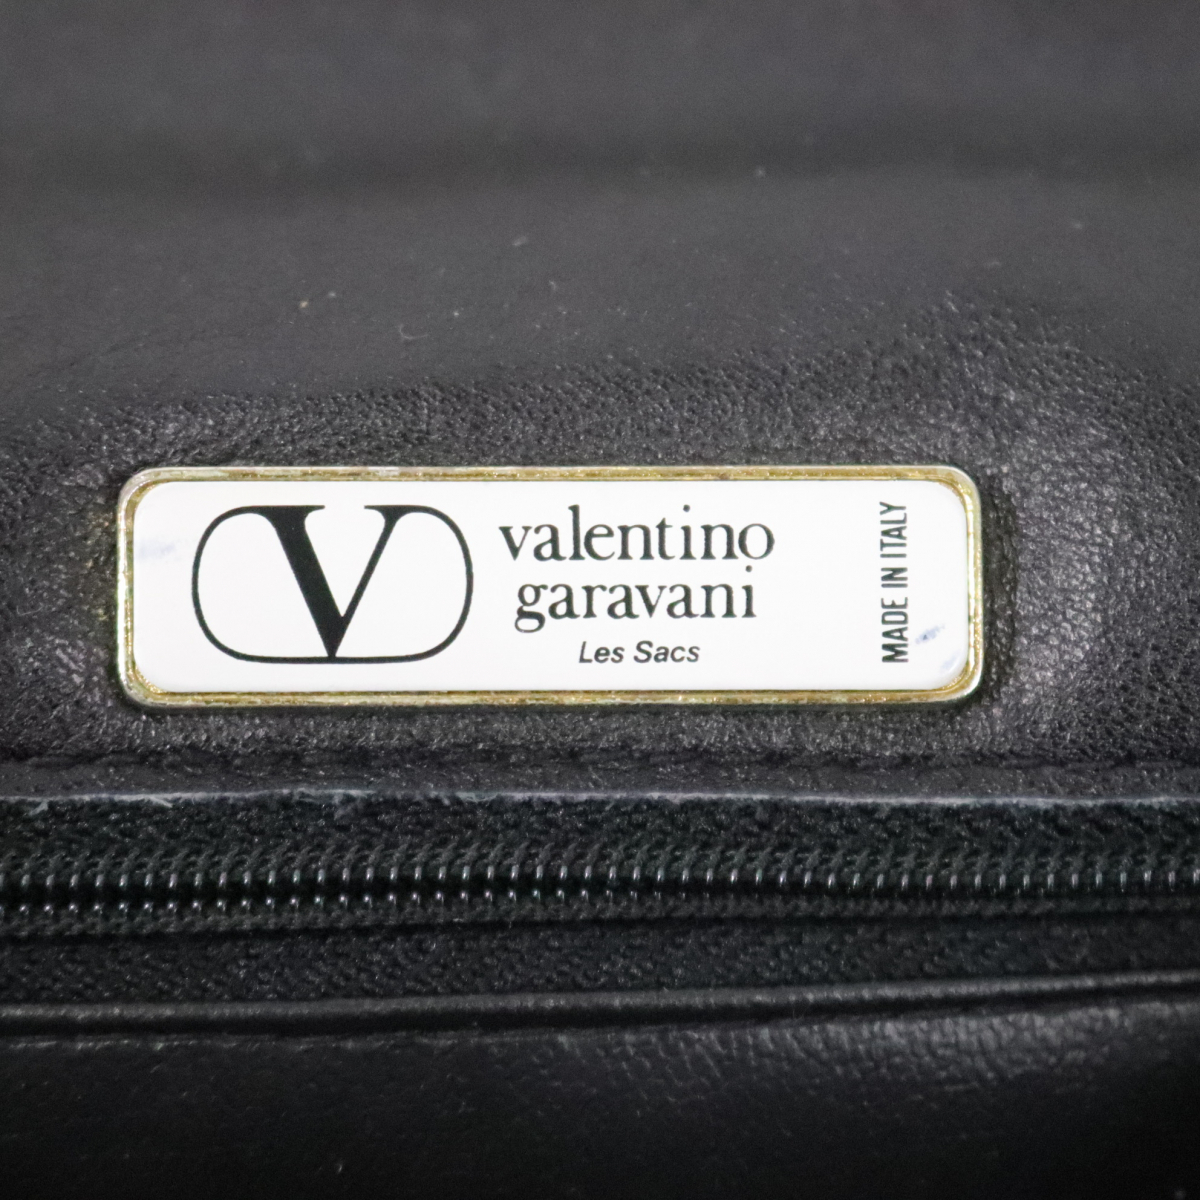 V
valentino
garavani
Les Sacs
MADE IN ITALY